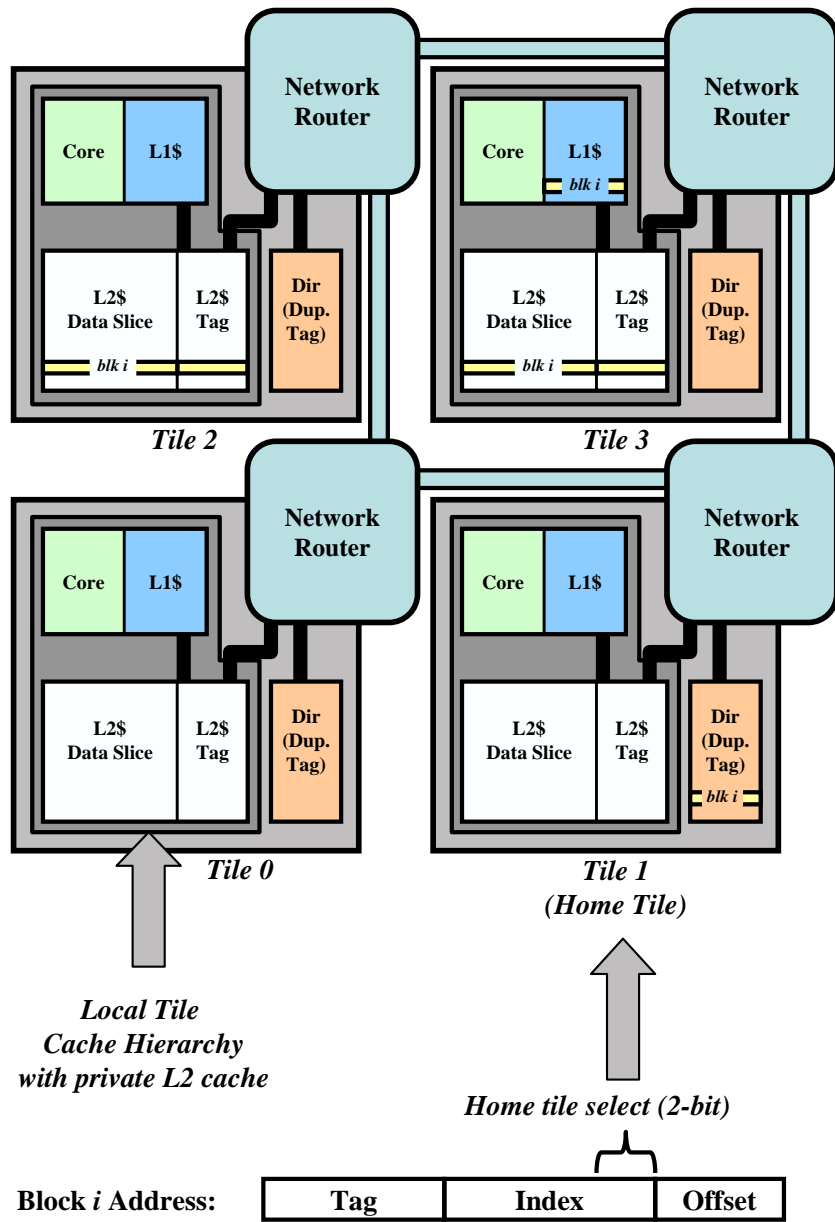 Network
Router
Network
Router
Core
L1$
Core
L1$
blk i
L2$
Data Slice
L2$
Tag
Dir
(Dup.
Tag)
blk i
L2$
Data Slice
L2$
Tag
Dir
(Dup.
Tag)
blk i
Tile 2
Tile 3
Network
Router
Network
Router
Core
L1$
Core
L1$
L2$
Data Slice
L2$
Tag
Dir
(Dup.
Tag)
L2$
Data Slice
L2$
Tag
Dir
(Dup.
Tag)
blk i
Tile 0
Tile 1
(Home Tile)
Local Tile
Cache Hierarchy
with private L2 cache
Home tile select (2-bit)
Block i Address:
Tag
Index
Offset